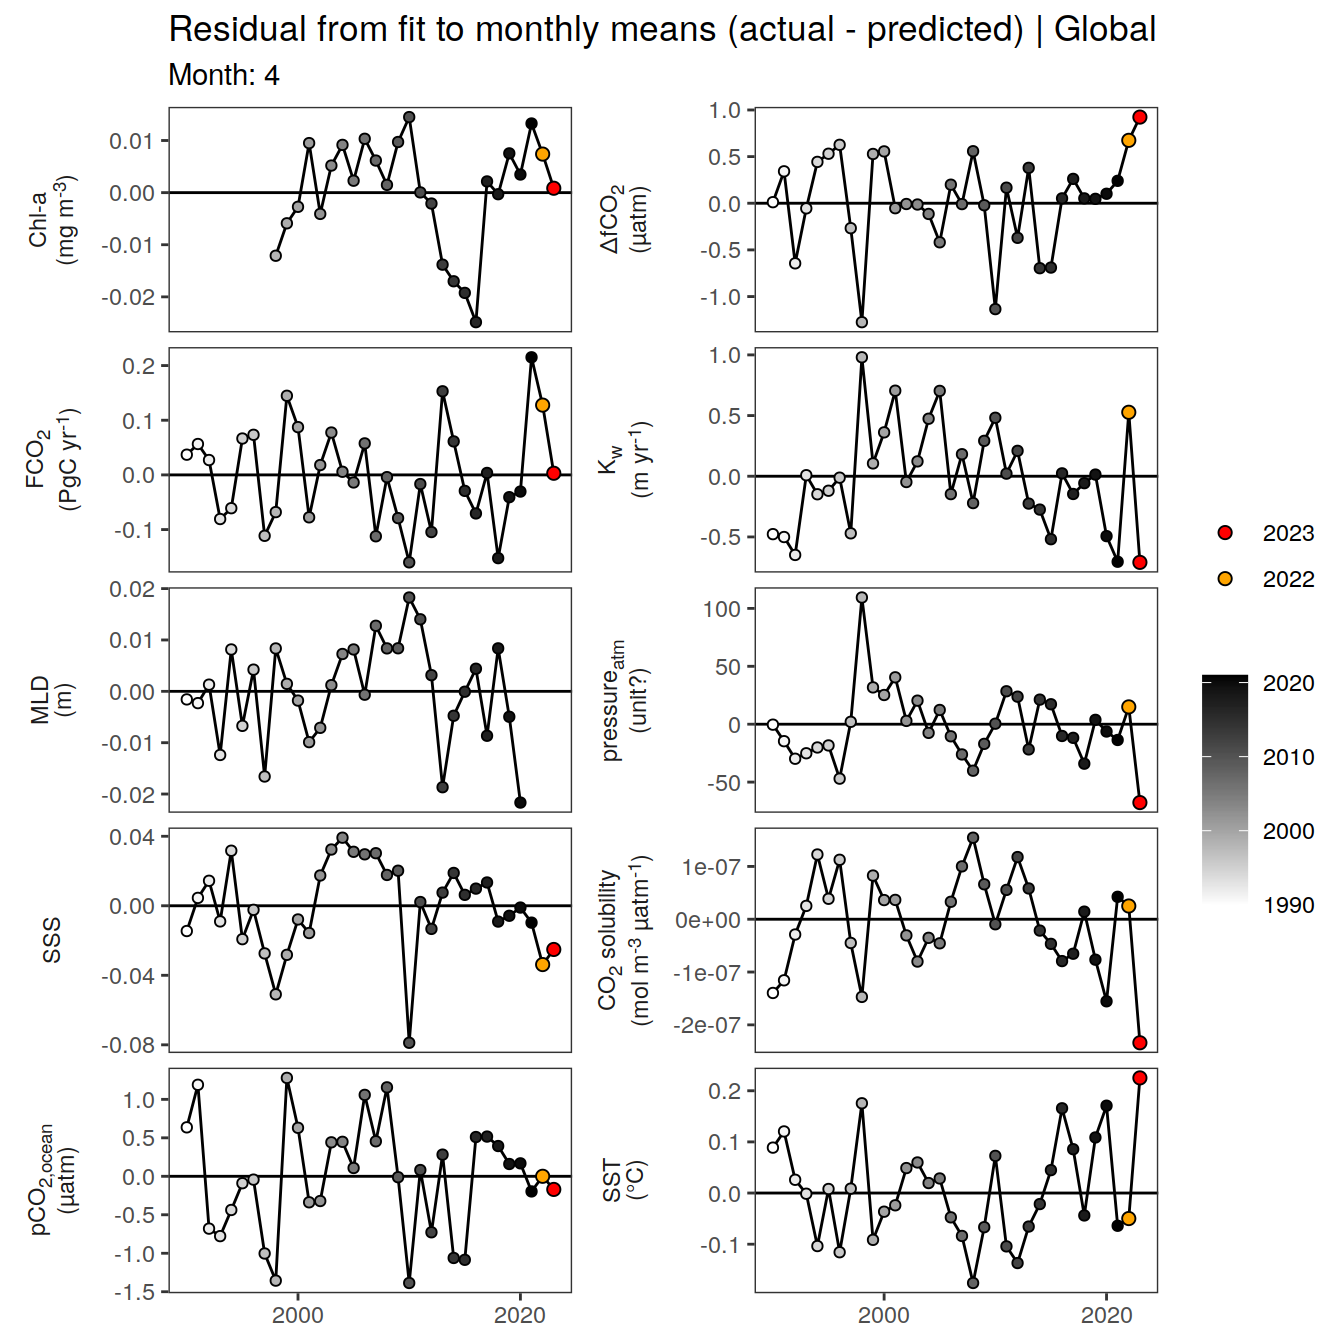 Residual from fit to monthly means (actual - predicted) | Global
Month: 4
Chl-a
(mg m⁻³)
0.01
0.00
-0.01
-0.02
ΔfCO₂
(µatm)
1.0
0.5
0.0
-0.5
-1.0
FCO₂
(PgC yr⁻¹)
0.2
0.1
0.0
-0.1
K_w
(m yr⁻¹)
1.0
0.5
0.0
-0.5
MLD
(m)
0.02
0.01
0.00
-0.01
-0.02
pressure_atm
(unit?)
100
50
0
-50
SSS
0.04
0.00
-0.04
-0.08
CO₂ solubility
(mol m⁻³ µatm⁻¹)
1e-07
0e+00
-1e-07
-2e-07
pCO₂,ocean
(µatm)
1.0
0.5
0.0
-0.5
-1.0
-1.5
SST
(°C)
0.2
0.1
0.0
-0.1
2000
2020
2000
2020
2023
2022
2020
2010
2000
1990